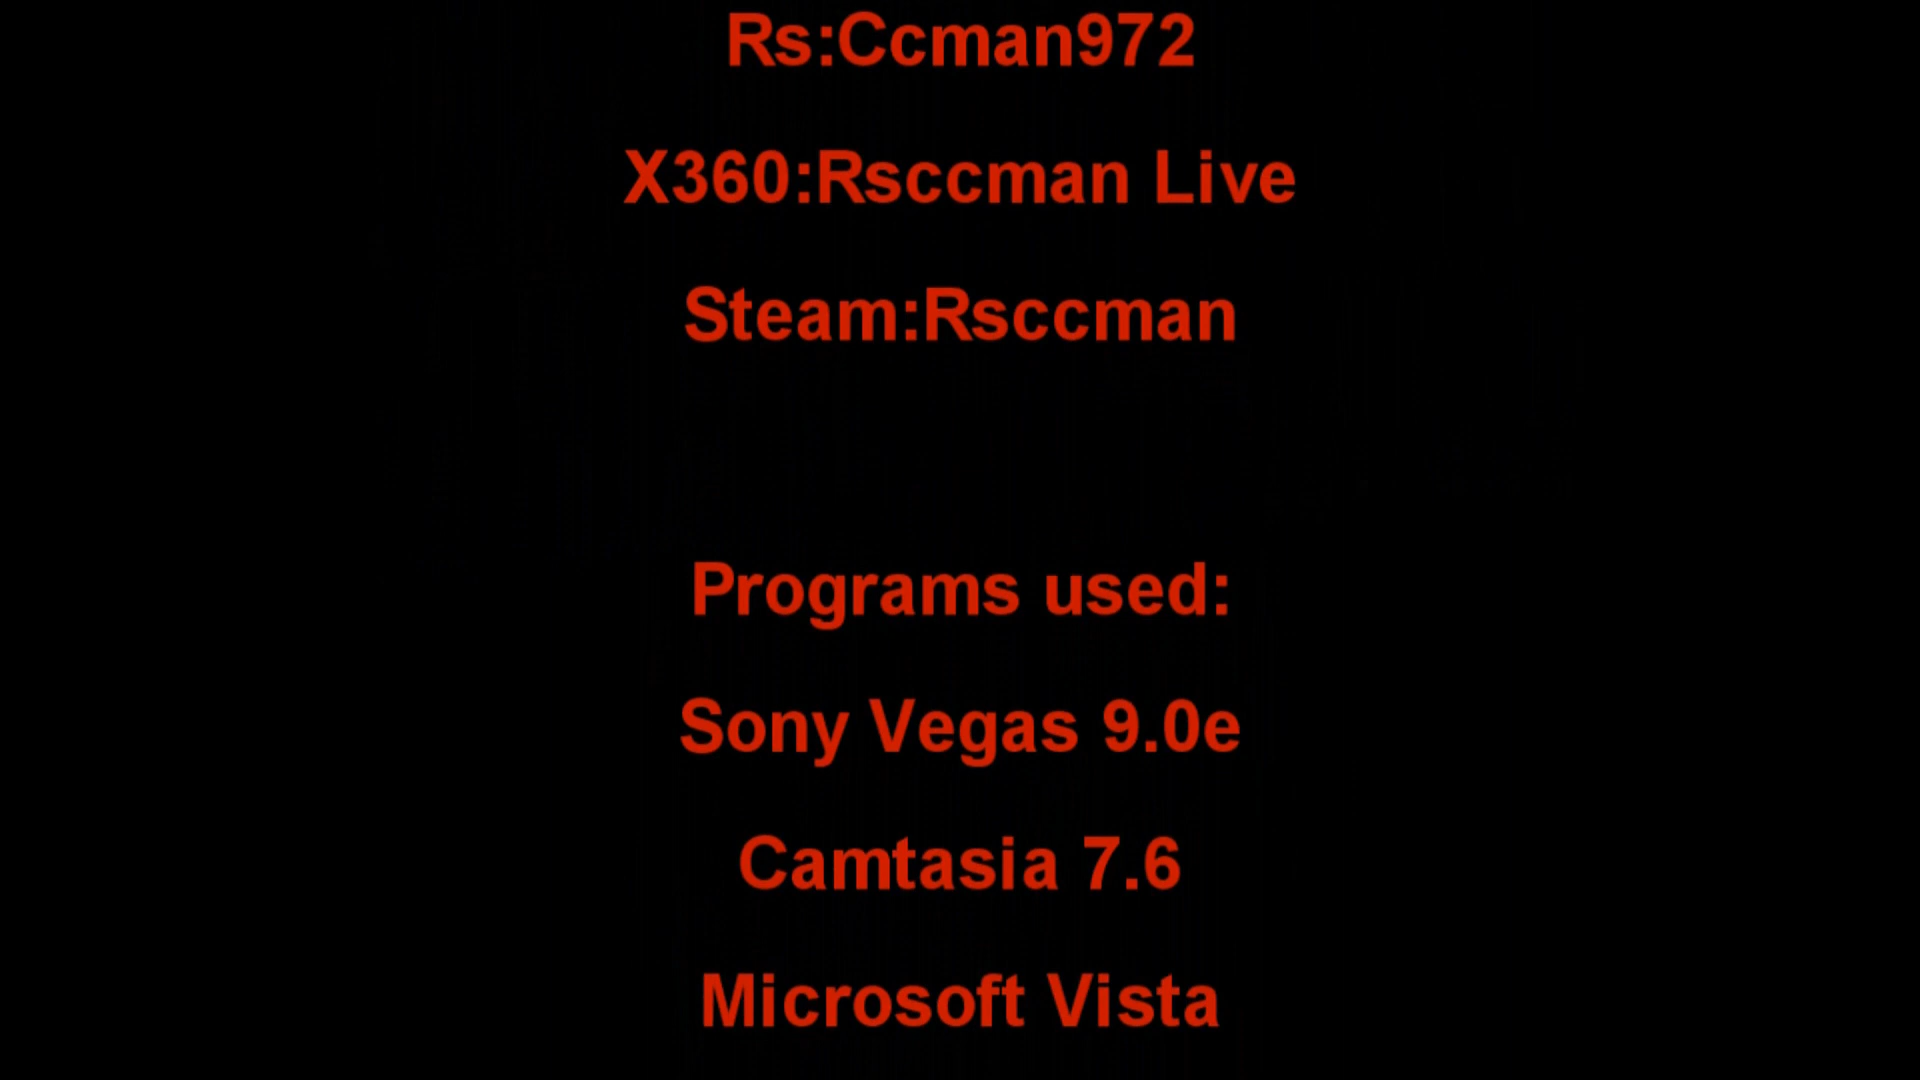 Rs:Ccman972
X360:Rsccman Live
Steam:Rsccman
Programs used:
Sony Vegas 9.0e
Camtasia 7.6
Microsoft Vista